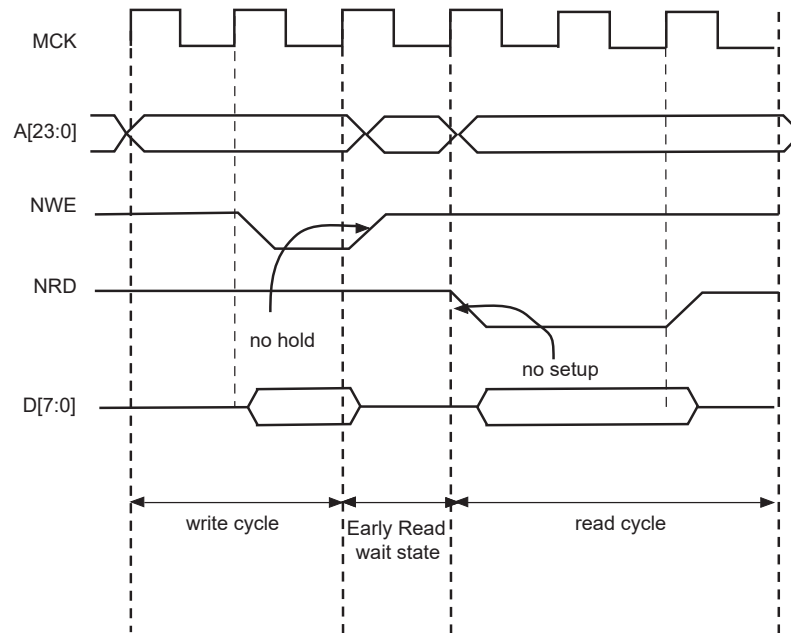 MCK
A[23:0]
NWE
NRD
no hold
no setup
D[7:0]
write cycle
Early Read
wait state
read cycle